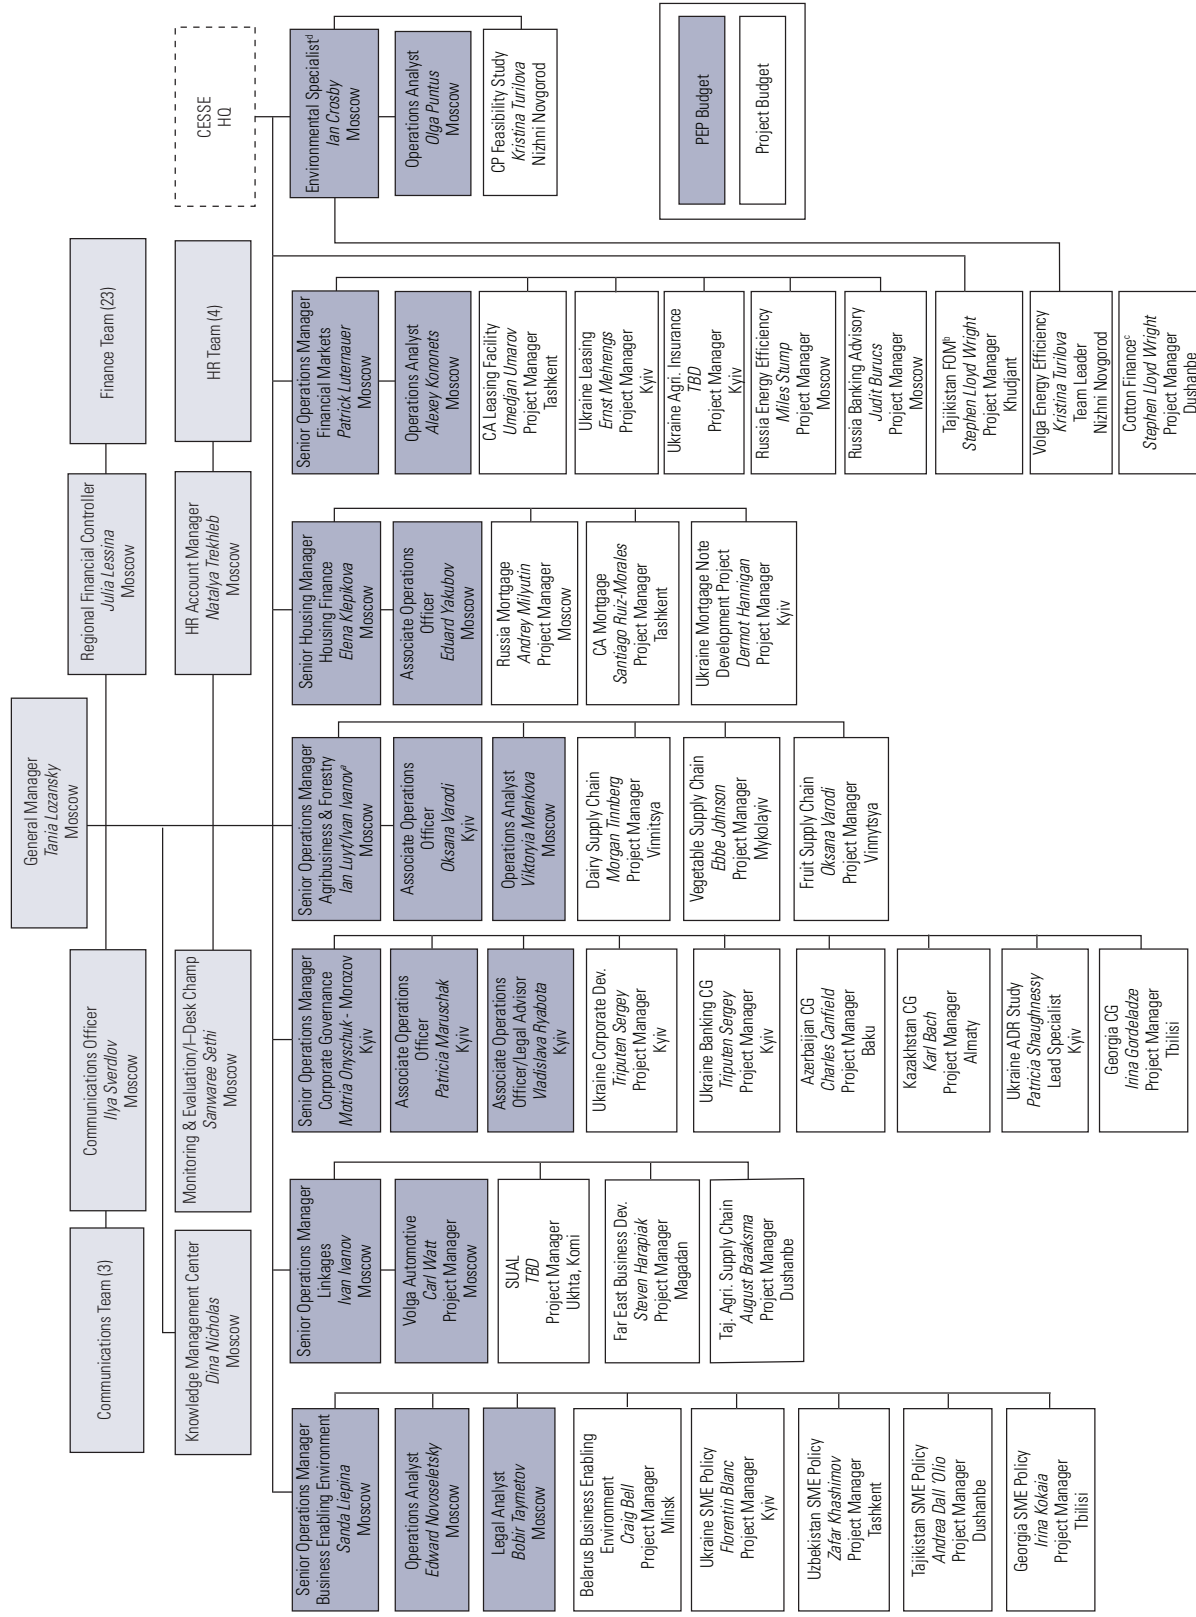 General Manager
Tania Lozansky
Moscow
Communications Team (3)
Communications Officer
Ilya Sverdlov
Moscow
Regional Financial Controller
Julia Lessina
Moscow
Finance Team (23)
Knowledge Management Center
Dina Nicholas
Moscow
Monitoring & Evaluation/I–Desk Champ
Sanwaree Sethi
Moscow
HR Account Manager
Natalya Trekhleb
Moscow
HR Team (4)
CESSE
HQ
Senior Operations Manager
Business Enabling Environment
Sanda Liepina
Moscow
Operations Analyst
Edward Novoseletsky
Moscow
Legal Analyst
Bobir Taymetov
Moscow
Belarus Business Enabling
Environment
Craig Bell
Project Manager
Minsk
Ukraine SME Policy
Florentin Blanc
Project Manager
Kyiv
Uzbekistan SME Policy
Zafar Khashimov
Project Manager
Tashkent
Tajikistan SME Policy
Andrea Dall 'Olio
Project Manager
Dushanbe
Georgia SME Policy
Irina Kokaia
Project Manager
Tbilisi
Senior Operations Manager
Linkages
Ivan Ivanov
Moscow
Volga Automotive
Carl Watt
Project Manager
Moscow
SUAL
TBD
Project Manager
Ukhta, Komi
Far East Business Dev.
Steven Harapiak
Project Manager
Magadan
Taj. Agri. Supply Chain
August Braaksma
Project Manager
Dushanbe
Senior Operations Manager
Corporate Governance
Motria Onyschuk - Morozov
Kyiv
Associate Operations
Officer
Patricia Maruschak
Kyiv
Associate Operations
Officer/Legal Advisor
Vladislava Ryabota
Kyiv
Ukraine Corporate Dev.
Triputen Sergey
Project Manager
Kyiv
Ukraine Banking CG
Triputen Sergey
Project Manager
Kyiv
Azerbaijan CG
Charles Canfield
Project Manager
Baku
Kazakhstan CG
Karl Bach
Project Manager
Almaty
Ukraine ADR Study
Patricia Shaughnessy
Lead Specialist
Kyiv
Georgia CG
Irina Gordeladze
Project Manager
Tbilisi
Senior Operations Manager
Agribusiness & Forestry
Ian Luyt/Ivan Ivanovª
Moscow
Associate Operations
Officer
Oksana Varodi
Kyiv
Operations Analyst
Viktoryia Menkova
Moscow
Dairy Supply Chain
Morgan Tinnberg
Project Manager
Vinnitsya
Vegetable Supply Chain
Ebbe Johnson
Project Manager
Mykolayiv
Fruit Supply Chain
Oksana Varodi
Project Manager
Vinnytsya
Senior Housing Manager
Housing Finance
Elena Klepikova
Moscow
Associate Operations
Officer
Eduard Yakubov
Moscow
Russia Mortgage
Andrey Milyutin
Project Manager
Moscow
CA Mortgage
Santiago Ruiz-Morales
Project Manager
Tashkent
Ukraine Mortgage Note
Development Project
Dermot Hannigan
Project Manager
Kyiv
Senior Operations Manager
Financial Markets
Patrick Luternauer
Moscow
Operations Analyst
Alexey Kononets
Moscow
CA Leasing Facility
Umedjan Umarov
Project Manager
Tashkent
Ukraine Leasing
Ernst Mehrengs
Project Manager
Kyiv
Ukraine Agri. Insurance
TBD
Project Manager
Kyiv
Russia Energy Efficiency
Miles Stump
Project Manager
Moscow
Russia Banking Advisory
Judit Burucs
Project Manager
Moscow
Tajikistan FOMᵇ
Stephen Lloyd Wright
Project Manager
Khudjant
Volga Energy Efficiency
Kristina Turilova
Team Leader
Nizhni Novgorod
Cotton Financeᶜ
Stephen Lloyd Wright
Project Manager
Dushanbe
Environmental Specialistᵈ
Ian Crosby
Moscow
Operations Analyst
Olga Puntus
Moscow
CP Feasibility Study
Kristina Turilova
Nizhni Novgorod
PEP Budget
Project Budget